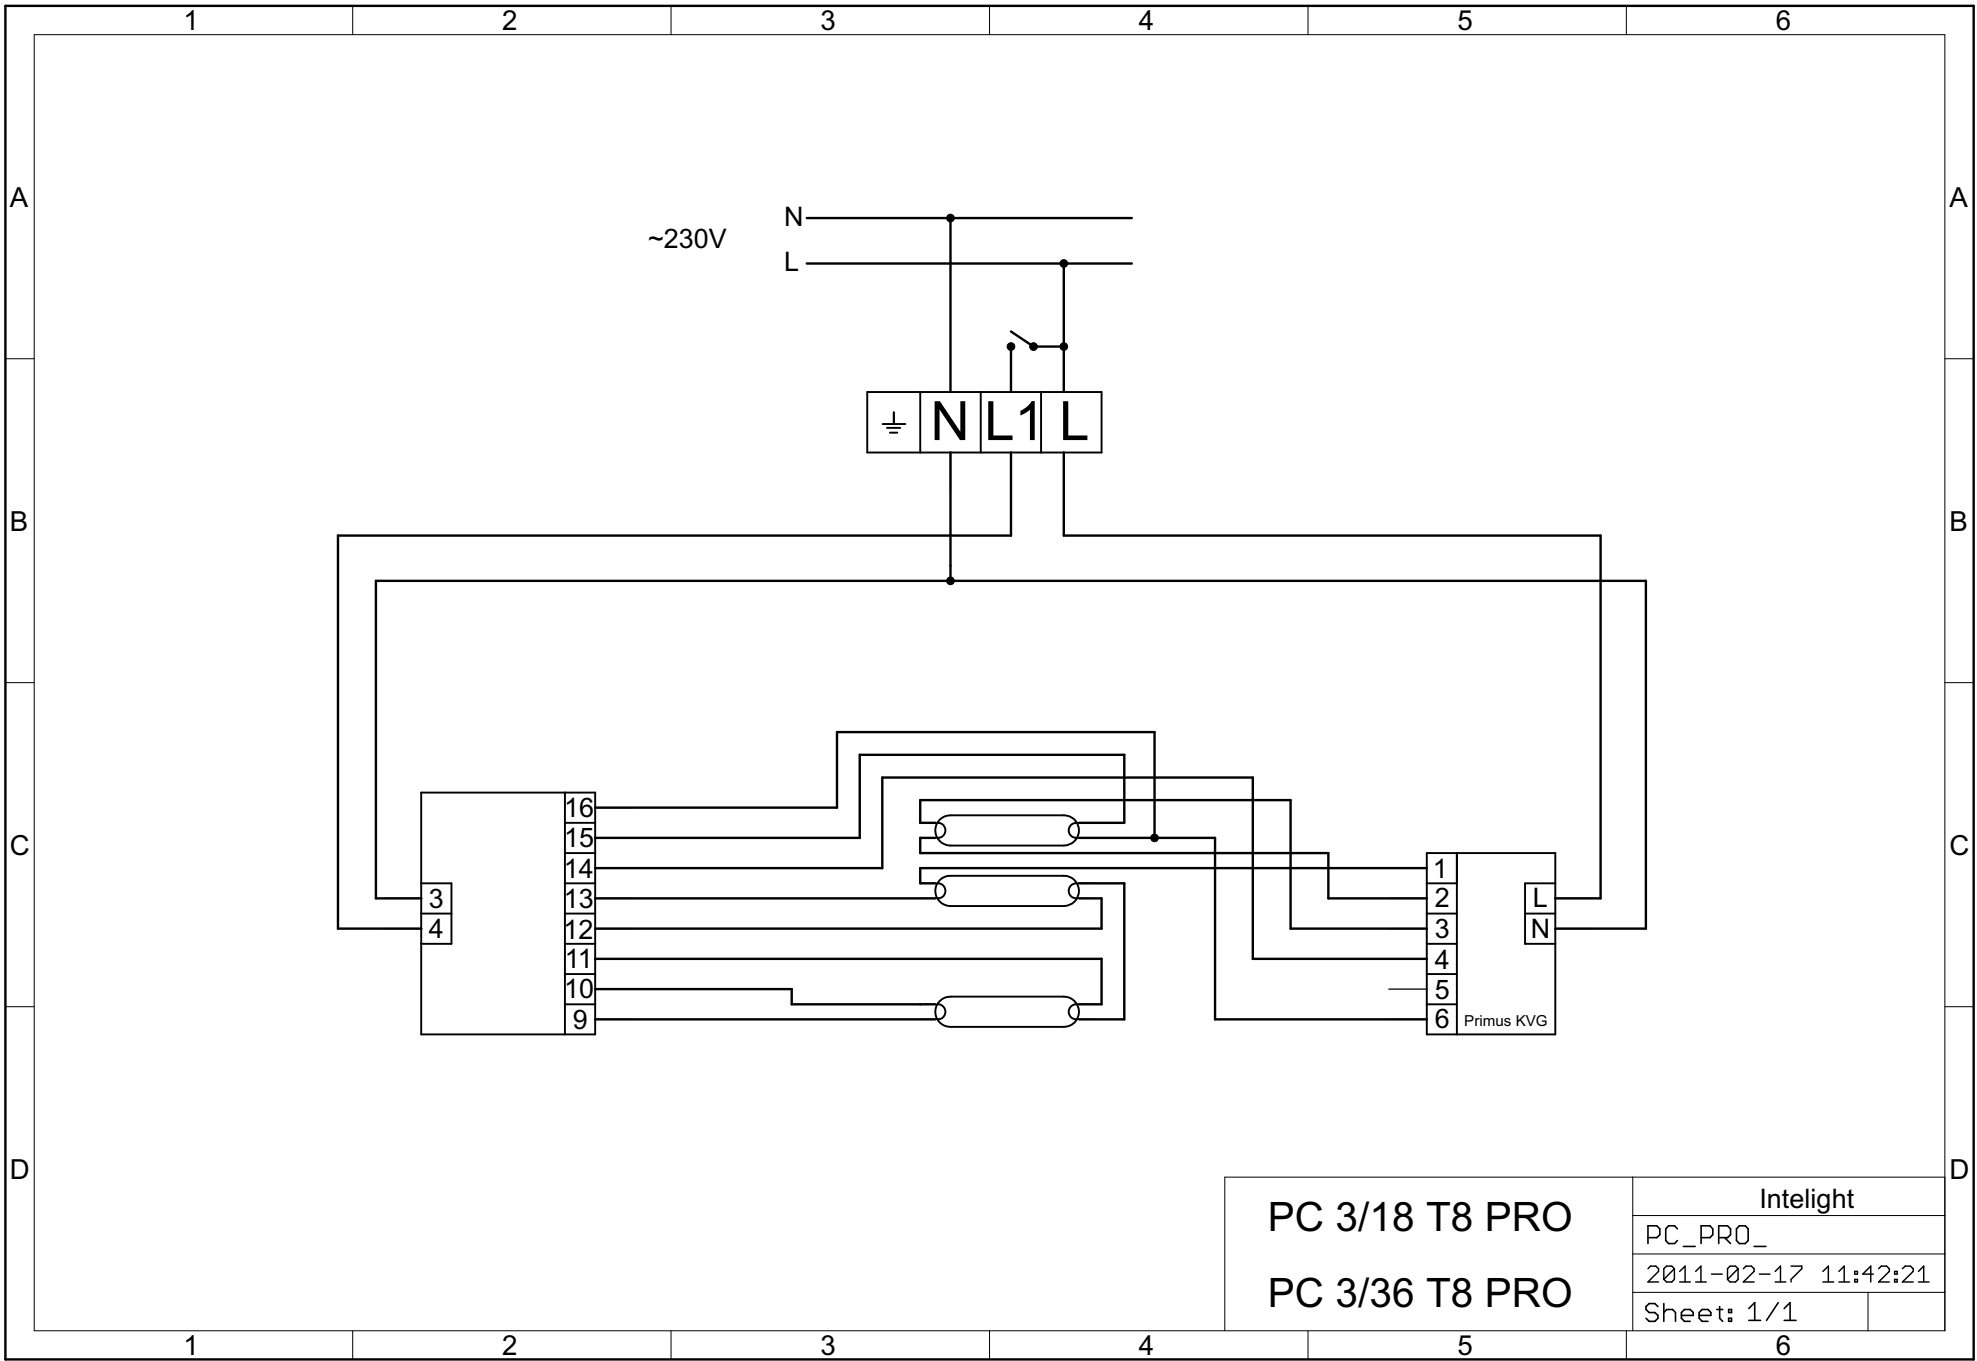 1 2 3 4 5 6
A A
N
~230V
L
N L1 L
B B
C C
16
15
14
13
12
11
10
9
3
4
1
2
3
4
5
6
L
N
Primus KVG
D D
PC 3/18 T8 PRO
PC 3/36 T8 PRO
Intelight
PC_PRO_
2011-02-17 11:42:21
Sheet: 1/1
1 2 3 4 5 6